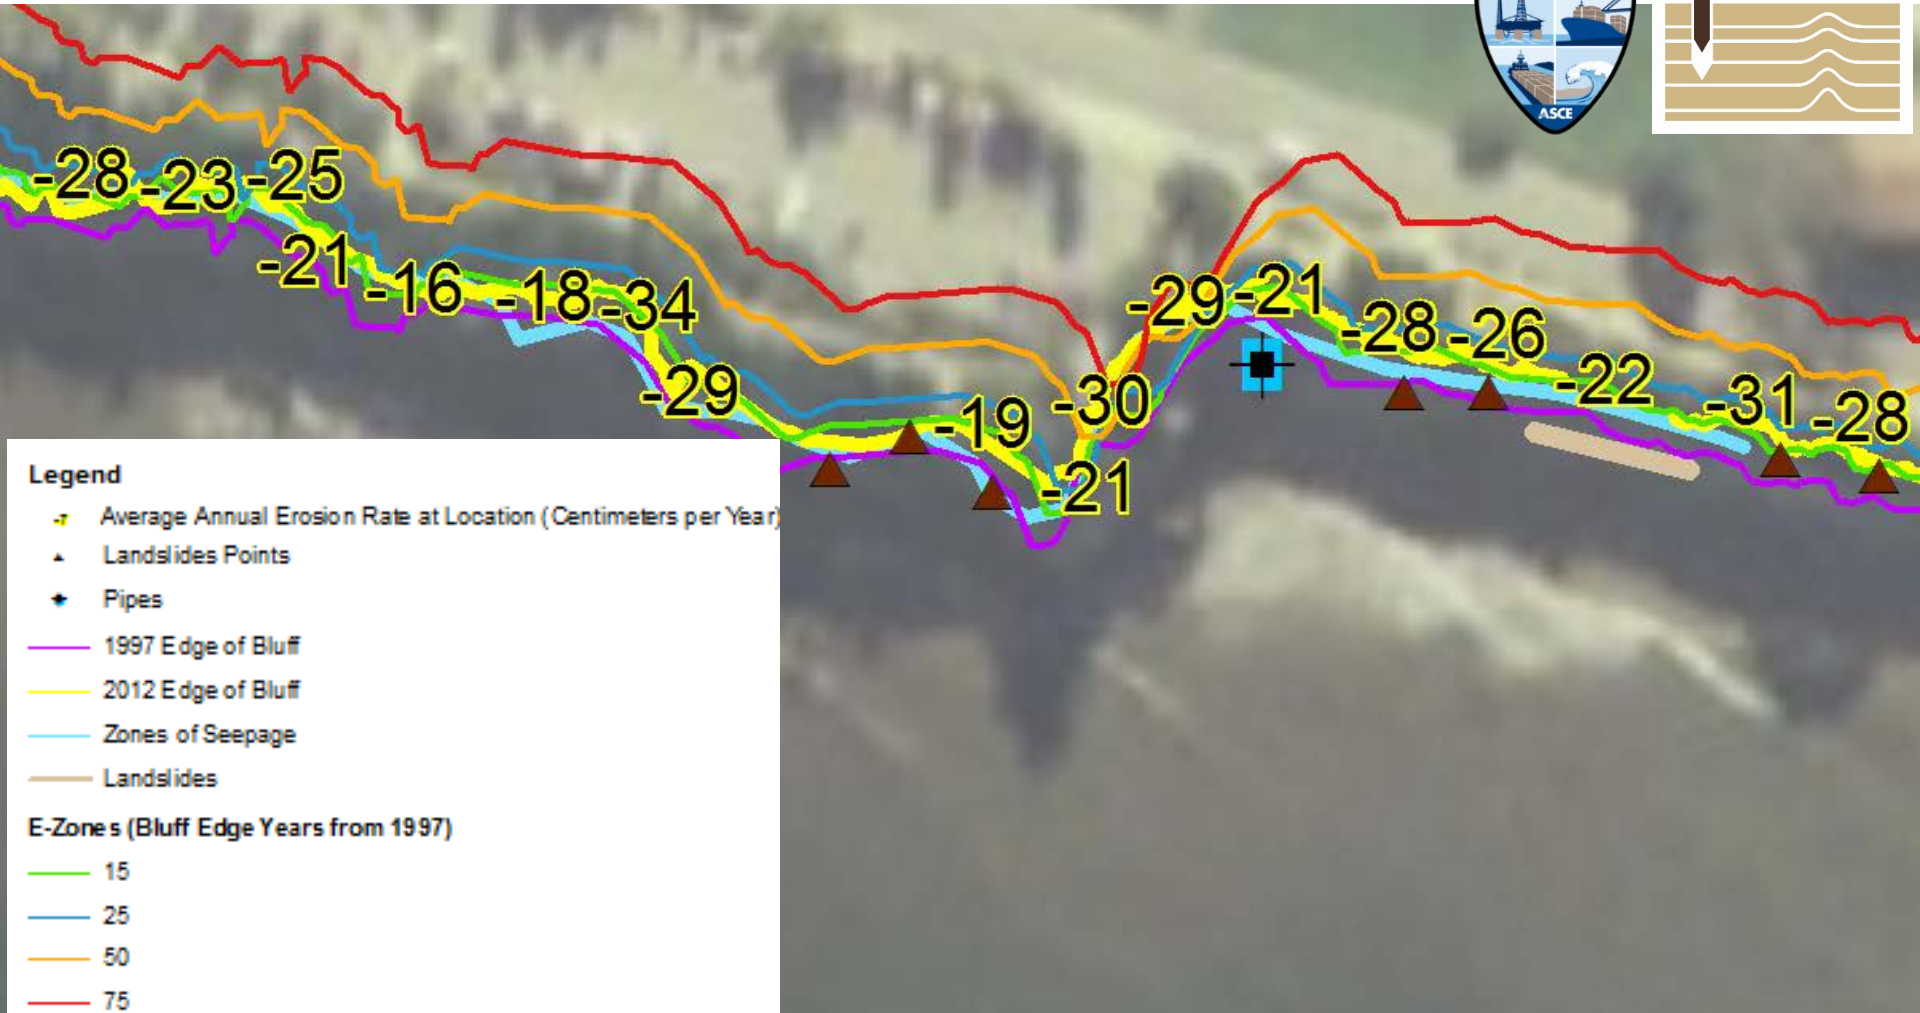 ASCE
-28
-23
-25
-21
-16
-18
-34
-29
-19
-21
-30
-29
-21
-28
-26
-22
-31
-28
Legend
Average Annual Erosion Rate at Location (Centimeters per Year)
Landslides Points
Pipes
1997 Edge of Bluff
2012 Edge of Bluff
Zones of Seepage
Landslides
E-Zones (Bluff Edge Years from 1997)
15
25
50
75